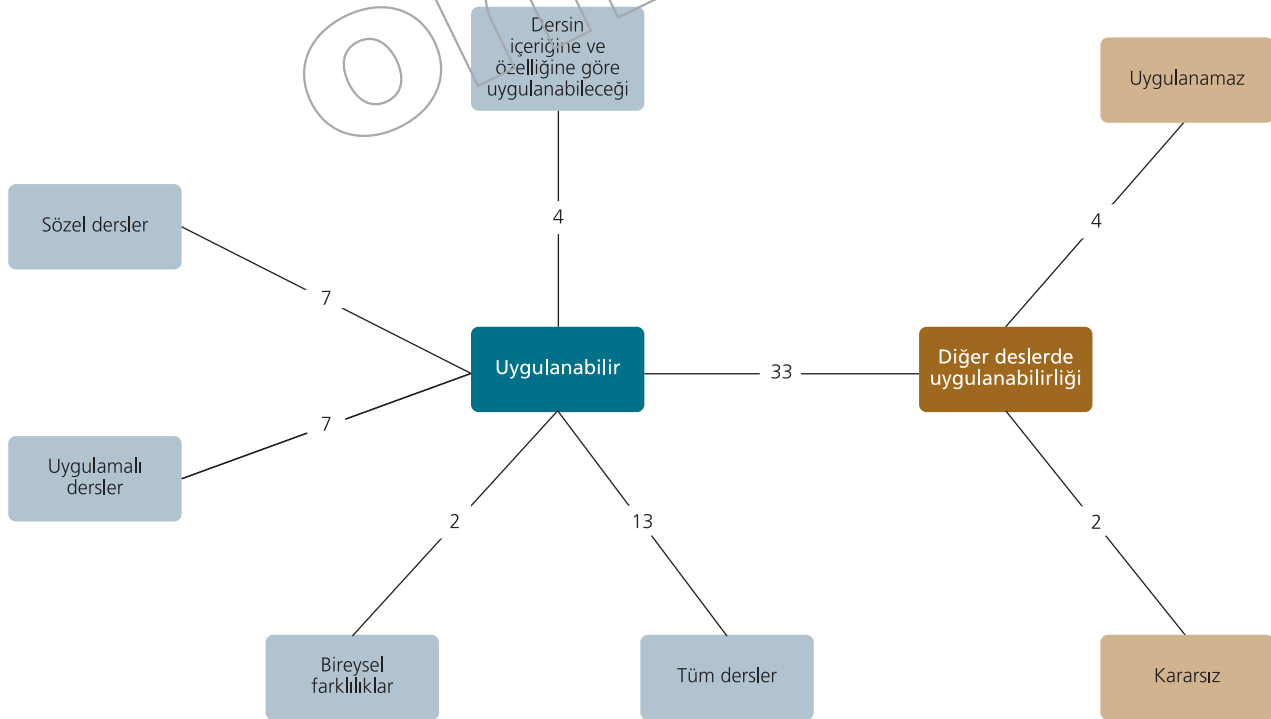 Dersin
içeriğine ve
özelliğine göre
uygulanabileceği
Uygulanamaz
Sözel dersler
4
4
7
Uygulanabilir
33
Diğer deslerde
uygulanabilirliği
7
Uygulamalı
dersler
2
13
2
Bireysel
farklılıklar
Tüm dersler
Kararsız